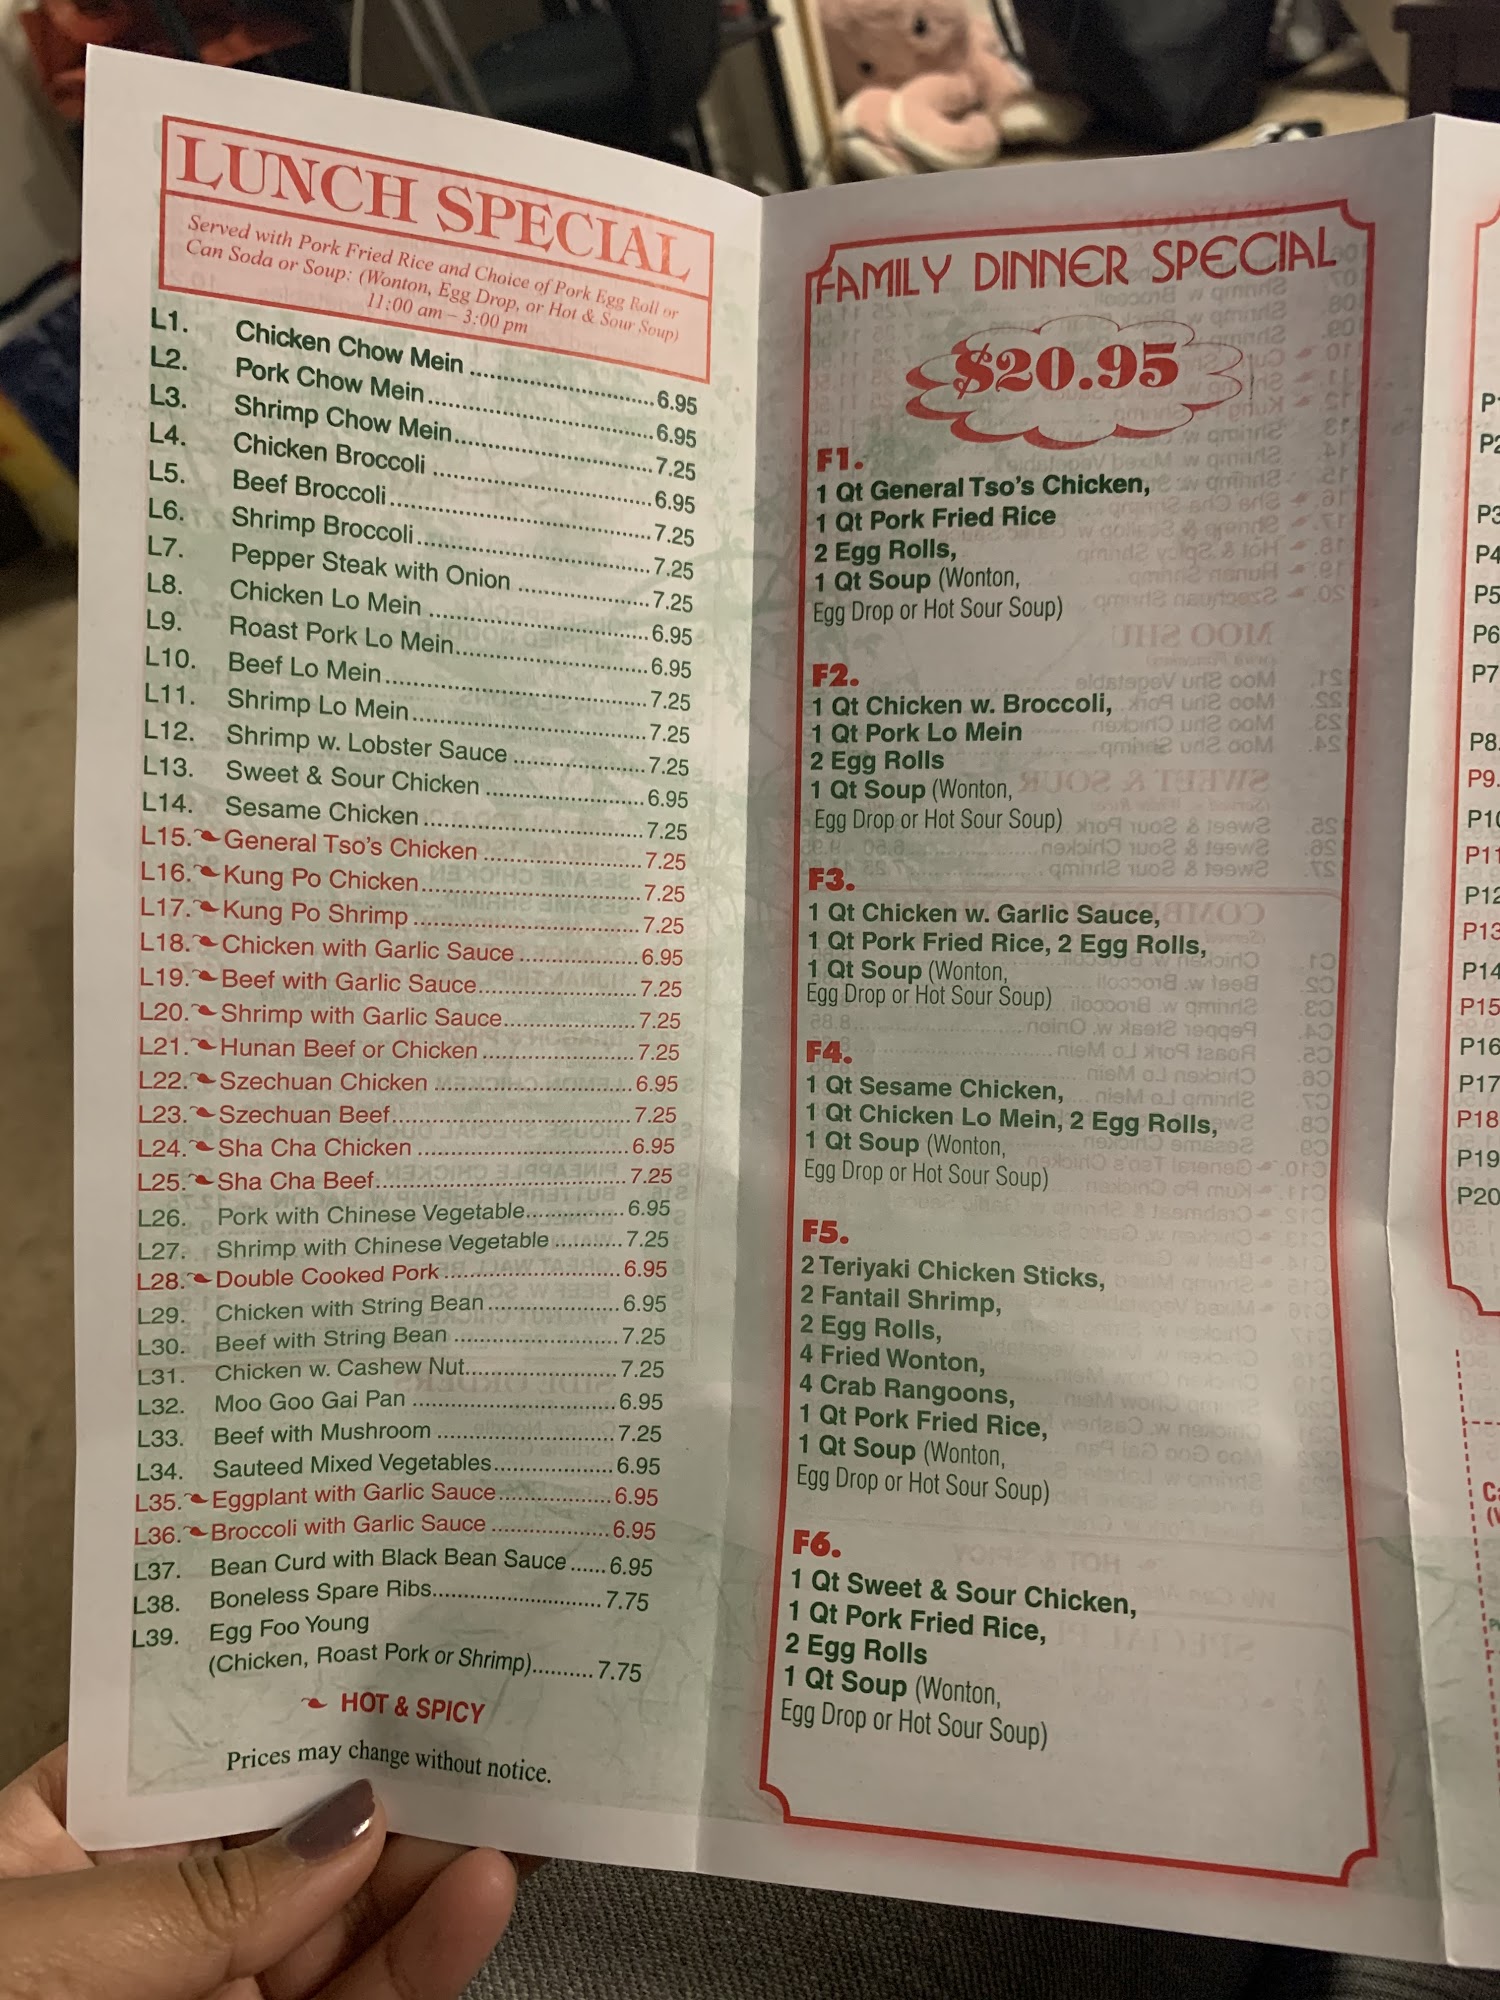 LUNCH SPECIAL
Served with Pork Fried Rice and Choice of Pork Egg Roll or
Can Soda or Soup: (Wonton, Egg Drop, or Hot & Sour Soup)
11:00 am – 3:00 pm
L1. Chicken Chow Mein 6.95
L2. Pork Chow Mein 6.95
L3. Shrimp Chow Mein 7.25
L4. Chicken Broccoli 6.95
L5. Beef Broccoli 7.25
L6. Shrimp Broccoli 7.25
L7. Pepper Steak with Onion 7.25
L8. Chicken Lo Mein 6.95
L9. Roast Pork Lo Mein 6.95
L10. Beef Lo Mein 7.25
L11. Shrimp Lo Mein 7.25
L12. Shrimp w. Lobster Sauce 7.25
L13. Sweet & Sour Chicken 6.95
L14. Sesame Chicken 7.25
L15. General Tso's Chicken 7.25
L16. Kung Po Chicken 7.25
L17. Kung Po Shrimp 7.25
L18. Chicken with Garlic Sauce 6.95
L19. Beef with Garlic Sauce 7.25
L20. Shrimp with Garlic Sauce 7.25
L21. Hunan Beef or Chicken 7.25
L22. Szechuan Chicken 6.95
L23. Szechuan Beef 7.25
L24. Sha Cha Chicken 6.95
L25. Sha Cha Beef 7.25
L26. Pork with Chinese Vegetable 6.95
L27. Shrimp with Chinese Vegetable 7.25
L28. Double Cooked Pork 6.95
L29. Chicken with String Bean 6.95
L30. Beef with String Bean 7.25
L31. Chicken w. Cashew Nut 7.25
L32. Moo Goo Gai Pan 6.95
L33. Beef with Mushroom 7.25
L34. Sauteed Mixed Vegetables 6.95
L35. Eggplant with Garlic Sauce 6.95
L36. Broccoli with Garlic Sauce 6.95
L37. Bean Curd with Black Bean Sauce 6.95
L38. Boneless Spare Ribs 7.75
L39. Egg Foo Young
(Chicken, Roast Pork or Shrimp) 7.75
HOT & SPICY
Prices may change without notice.
FAMILY DINNER SPECIAL
$20.95
F1.
1 Qt General Tso's Chicken,
1 Qt Pork Fried Rice
2 Egg Rolls,
1 Qt Soup (Wonton,
Egg Drop or Hot Sour Soup)
F2.
1 Qt Chicken w. Broccoli,
1 Qt Pork Lo Mein
2 Egg Rolls
1 Qt Soup (Wonton,
Egg Drop or Hot Sour Soup)
F3.
1 Qt Chicken w. Garlic Sauce,
1 Qt Pork Fried Rice, 2 Egg Rolls,
1 Qt Soup (Wonton,
Egg Drop or Hot Sour Soup)
F4.
1 Qt Sesame Chicken,
1 Qt Chicken Lo Mein, 2 Egg Rolls,
1 Qt Soup (Wonton,
Egg Drop or Hot Sour Soup)
F5.
2 Teriyaki Chicken Sticks,
2 Fantail Shrimp,
2 Egg Rolls,
4 Fried Wonton,
4 Crab Rangoons,
1 Qt Pork Fried Rice,
1 Qt Soup (Wonton,
Egg Drop or Hot Sour Soup)
F6.
1 Qt Sweet & Sour Chicken,
1 Qt Pork Fried Rice,
2 Egg Rolls
1 Qt Soup (Wonton,
Egg Drop or Hot Sour Soup)
P3
P4
P5
P6
P7
P8.
P9.
P12
P13
P14
P15
P16
P17
P18
P19
P20